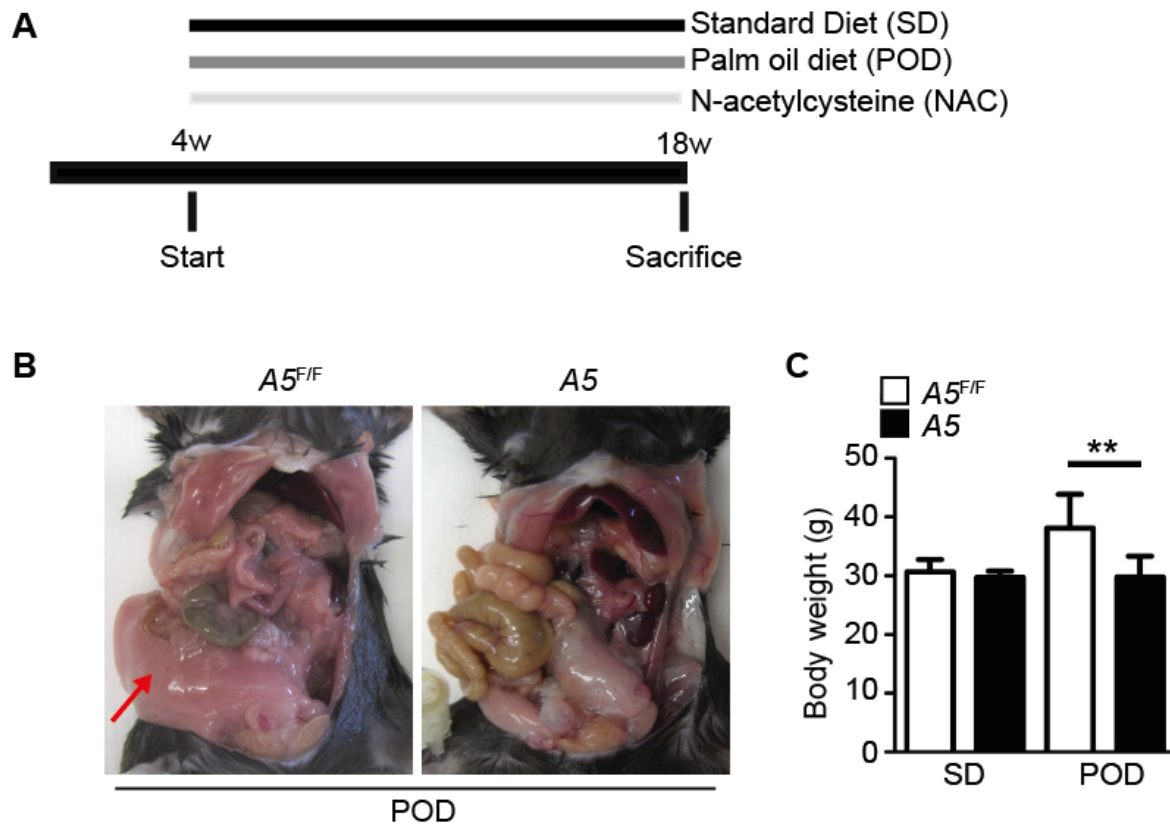 A
Standard Diet (SD)
Palm oil diet (POD)
N-acetylcysteine (NAC)
4w
18w
Start
Sacrifice
B
A5F/F
A5
POD
C
A5F/F
A5
**
Body weight (g)
50
40
30
20
10
0
SD
POD